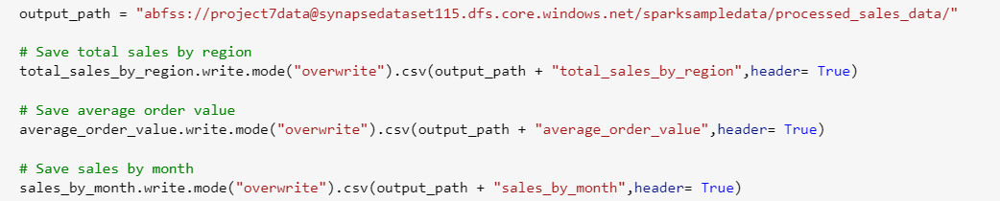 output_path = "abfss://project7data@synapsedataset115.dfs.core.windows.net/sparksampledata/processed_sales_data/"
# Save total sales by region
total_sales_by_region.write.mode("overwrite").csv(output_path + "total_sales_by_region",header= True)
# Save average order value
average_order_value.write.mode("overwrite").csv(output_path + "average_order_value",header= True)
# Save sales by month
sales_by_month.write.mode("overwrite").csv(output_path + "sales_by_month",header= True)